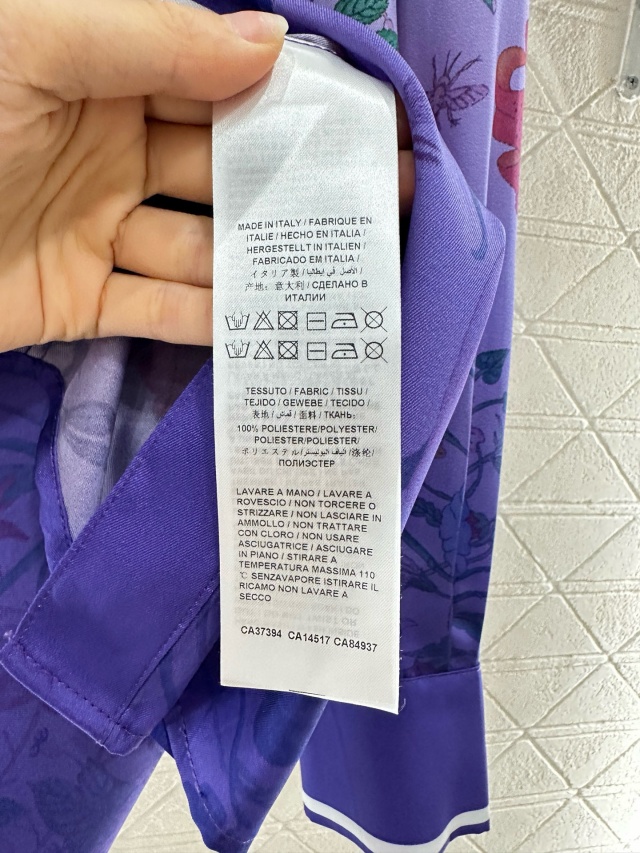 MADE IN ITALY / FABRIQUE EN
ITALIE / HECHO EN ITALIA /
HERGESTELLT IN ITALIEN /
FABRICADO EM ITALIA /
イタリア製 / الأصل في إيطاليا /
产地: 意大利 / СДЕЛАНО В
ИТАЛИИ
TESSUTO / FABRIC / TISSU /
TEJIDO / GEWEBE / TECIDO /
表地 / قماش / 面料 / ТКАНЬ:
100% POLIESTERE/POLYESTER/
POLIESTER/POLIESTER/
ポリエステル/ الياف البوليستر/涤纶/
ПОЛИЭСТЕР
LAVARE A MANO / LAVARE A
ROVESCIO / NON TORCERE O
STRIZZARE / NON LASCIARE IN
AMMOLLO / NON TRATTARE
CON CLORO / NON USARE
ASCIUGATRICE / ASCIUGARE
IN PIANO / STIRARE A
TEMPERATURA MASSIMA 110
℃ SENZAVAPORE ISTIRARE IL
RICAMO NON LAVARE A
SECCO
CA37394 CA14517 CA84937